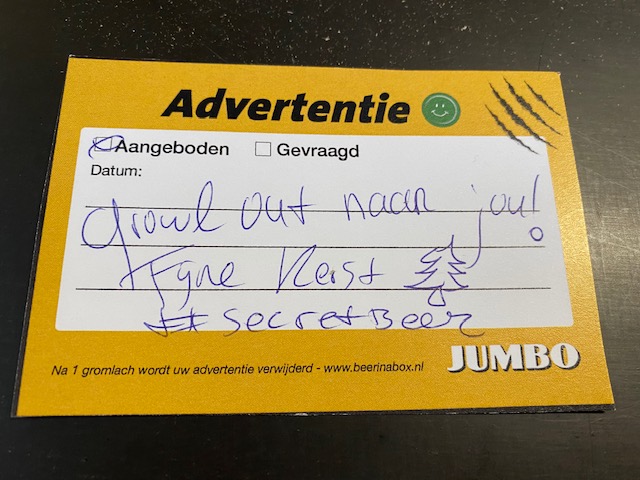 Advertentie
Aangeboden Gevraagd
Datum:
Growl out naar jou!
Fijne Kerst
#SecretBeer
Na 1 gromlach wordt uw advertentie verwijderd - www.beerinabox.nl
JUMBO